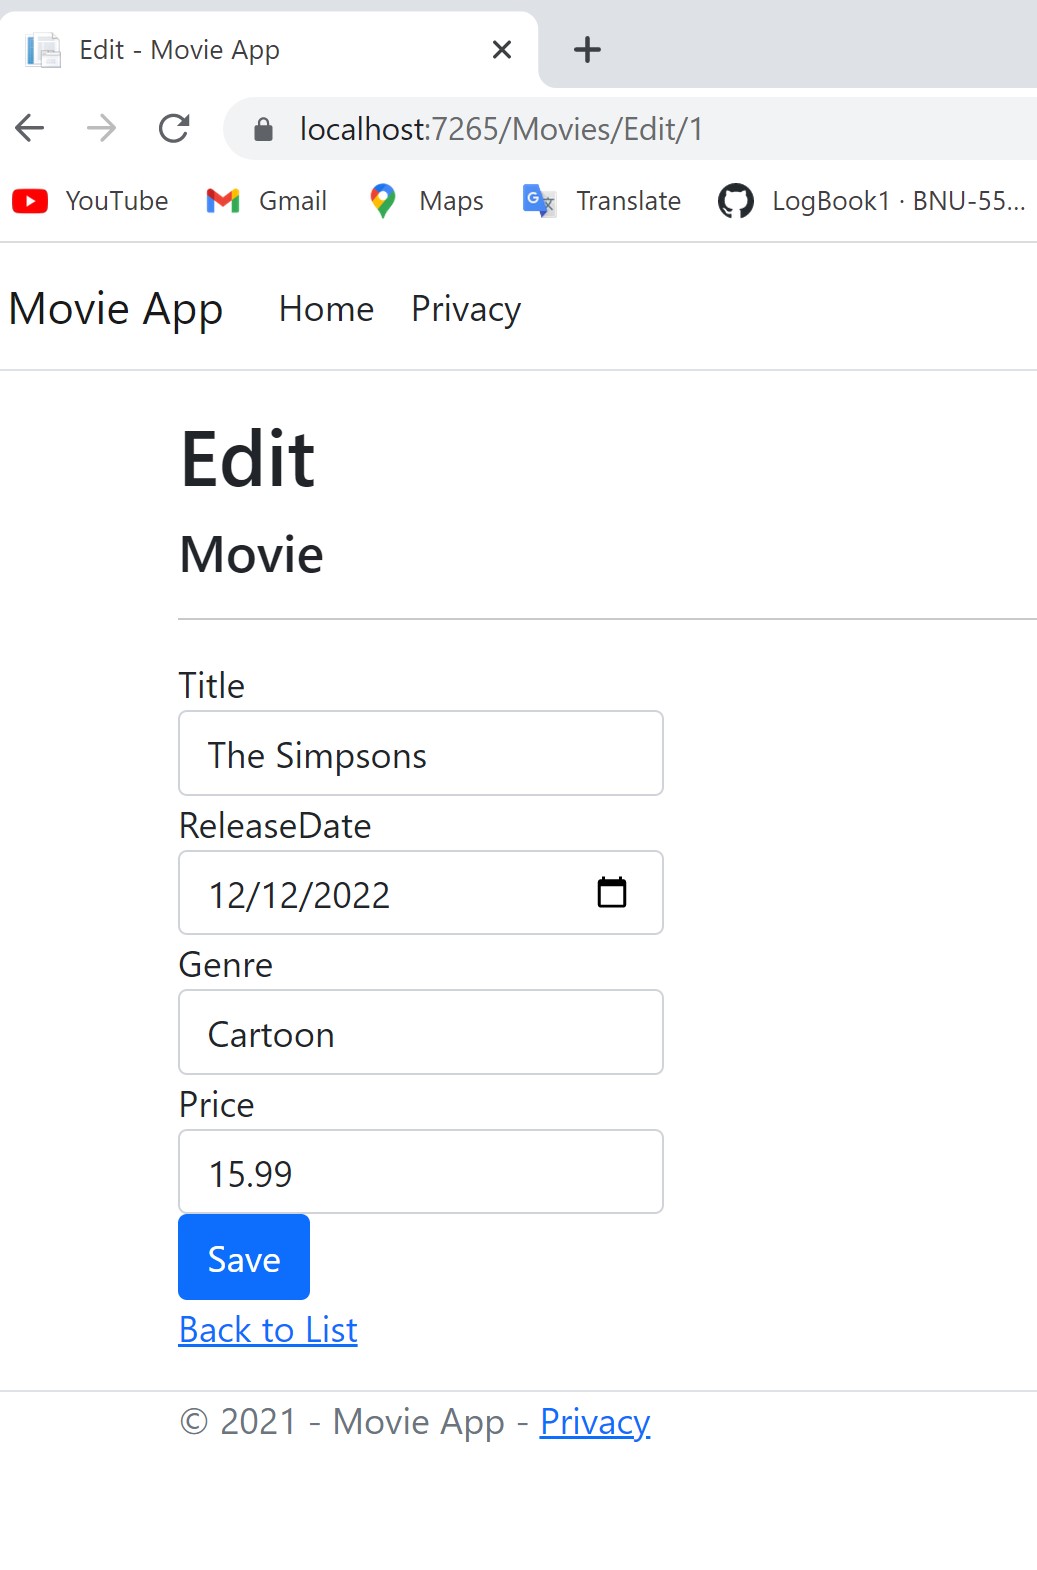 Edit - Movie App
localhost:7265/Movies/Edit/1
YouTube Gmail Maps Translate LogBook1 · BNU-55...
Movie App Home Privacy
Edit
Movie
Title
The Simpsons
ReleaseDate
12/12/2022
Genre
Cartoon
Price
15.99
Save
Back to List
© 2021 - Movie App - Privacy